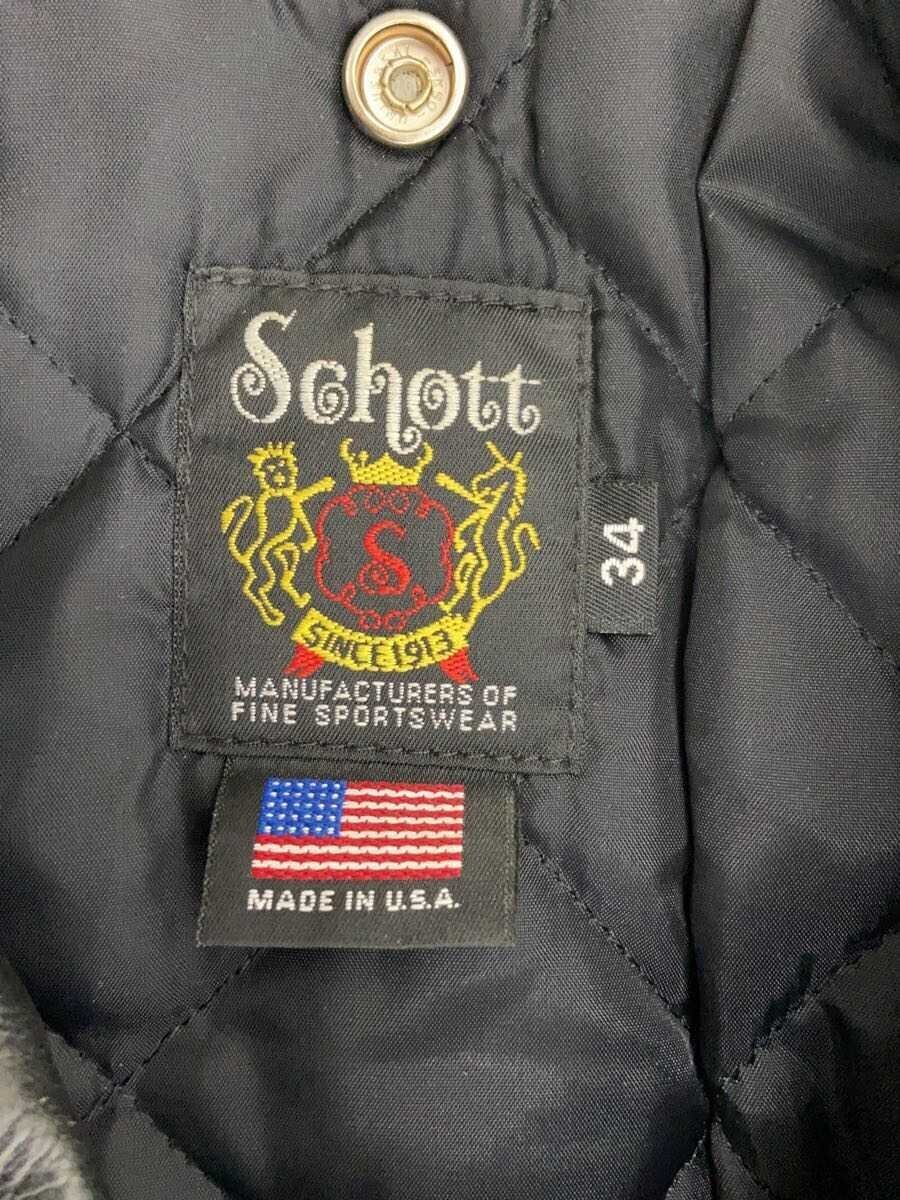 Schott
S
SINCE 1913
MANUFACTURERS OF
FINE SPORTSWEAR
34
MADE IN U.S.A.